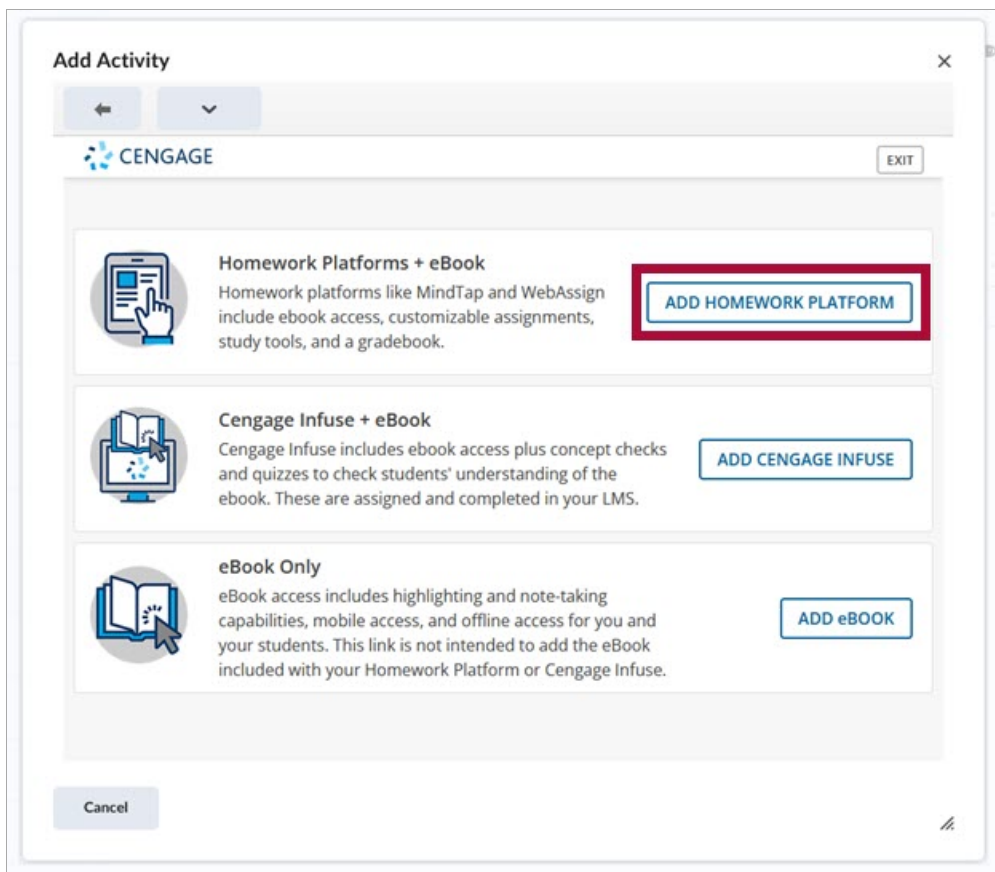 Add Activity
CENGAGE
EXIT
Homework Platforms + eBook
Homework platforms like MindTap and WebAssign
include ebook access, customizable assignments,
study tools, and a gradebook.
ADD HOMEWORK PLATFORM
Cengage Infuse + eBook
Cengage Infuse includes ebook access plus concept checks
and quizzes to check students' understanding of the
ebook. These are assigned and completed in your LMS.
ADD CENGAGE INFUSE
eBook Only
eBook access includes highlighting and note-taking
capabilities, mobile access, and offline access for you and
your students. This link is not intended to add the eBook
included with your Homework Platform or Cengage Infuse.
ADD eBOOK
Cancel